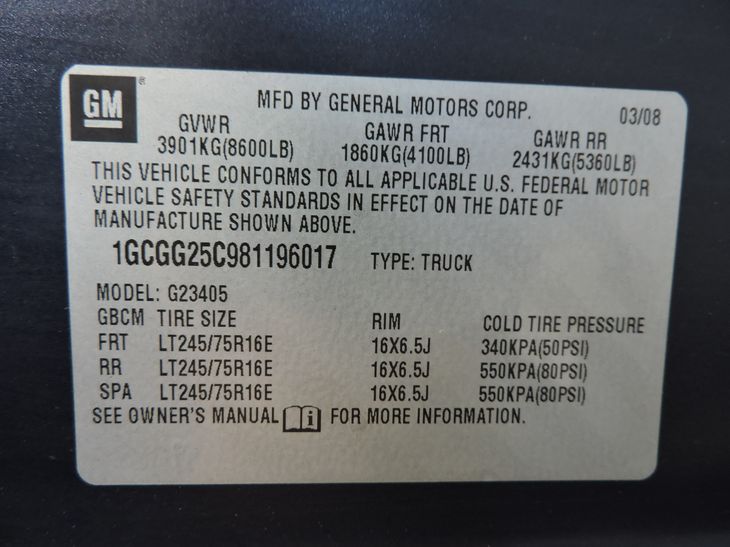 GM
MFD BY GENERAL MOTORS CORP. 03/08
GVWR GAWR FRT GAWR RR
3901KG(8600LB) 1860KG(4100LB) 2431KG(5360LB)
THIS VEHICLE CONFORMS TO ALL APPLICABLE U.S. FEDERAL MOTOR
VEHICLE SAFETY STANDARDS IN EFFECT ON THE DATE OF
MANUFACTURE SHOWN ABOVE.
1GCGG25C981196017 TYPE: TRUCK
MODEL: G23405
GBCM TIRE SIZE RIM COLD TIRE PRESSURE
FRT LT245/75R16E 16X6.5J 340KPA(50PSI)
RR LT245/75R16E 16X6.5J 550KPA(80PSI)
SPA LT245/75R16E 16X6.5J 550KPA(80PSI)
SEE OWNER'S MANUAL i FOR MORE INFORMATION.